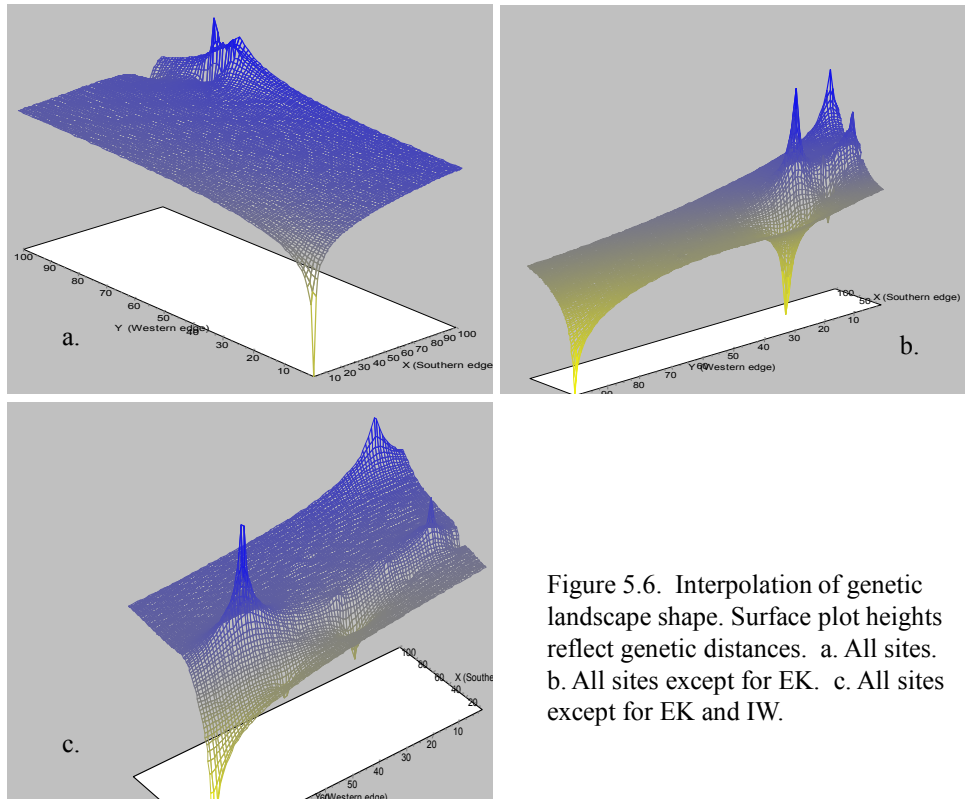 100
90
80
70
60
50
Y (Western edge)
40
30
20
10
10 20 30 40 50 60 70 80 90 100
X (Southern edge
a.
100
50
X (Southern edge)
10
20
30
40
50
60
Y (Western edge)
70
80
90
b.
100
80
60
X (Southe
40
20
10
20
30
40
50
60
Y (Western edge)
c.
Figure 5.6. Interpolation of genetic
landscape shape. Surface plot heights
reflect genetic distances. a. All sites.
b. All sites except for EK. c. All sites
except for EK and IW.